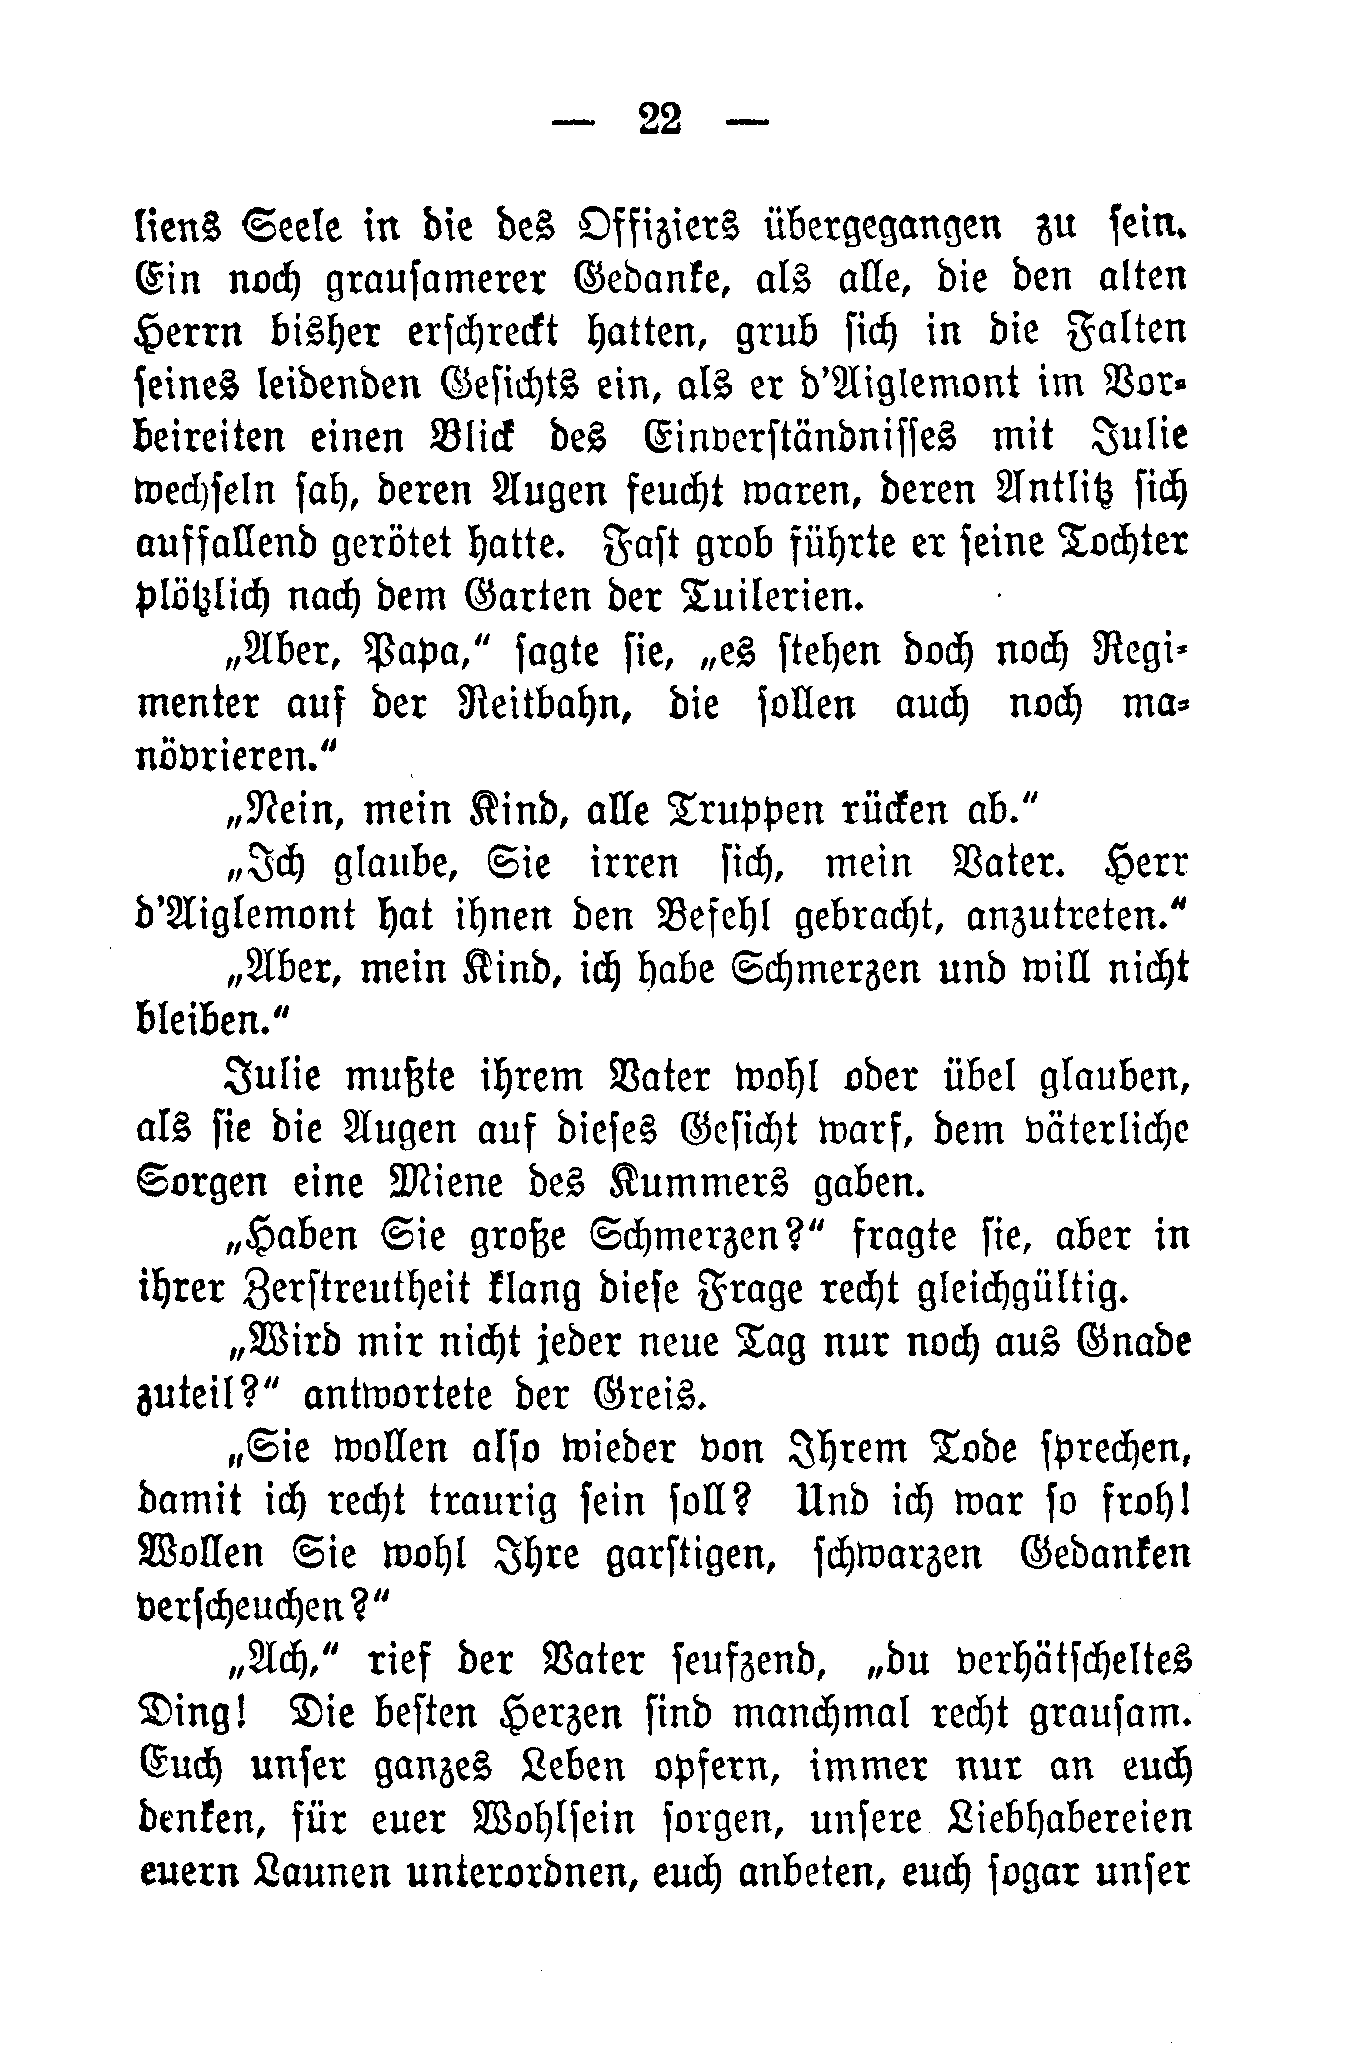 — 22 —
liens Seele in die des Offiziers übergegangen zu sein.
Ein noch grausamerer Gedanke, als alle, die den alten
Herrn bisher erschreckt hatten, grub sich in die Falten
seines leidenden Gesichts ein, als er d'Aiglemont im Vor-
beireiten einen Blick des Einverständnisses mit Julie
wechseln sah, deren Augen feucht waren, deren Antlitz sich
auffallend gerötet hatte. Fast grob führte er seine Tochter
plötzlich nach dem Garten der Tuilerien.
„Aber, Papa,“ sagte sie, „es stehen doch noch Regi-
menter auf der Reitbahn, die sollen auch noch ma-
növrieren.“
„Nein, mein Kind, alle Truppen rücken ab.“
„Ich glaube, Sie irren sich, mein Vater. Herr
d'Aiglemont hat ihnen den Befehl gebracht, anzutreten.“
„Aber, mein Kind, ich habe Schmerzen und will nicht
bleiben.“
Julie mußte ihrem Vater wohl oder übel glauben,
als sie die Augen auf dieses Gesicht warf, dem väterliche
Sorgen eine Miene des Kummers gaben.
„Haben Sie große Schmerzen?“ fragte sie, aber in
ihrer Zerstreutheit klang diese Frage recht gleichgültig.
„Wird mir nicht jeder neue Tag nur noch aus Gnade
zuteil?“ antwortete der Greis.
„Sie wollen also wieder von Ihrem Tode sprechen,
damit ich recht traurig sein soll? Und ich war so froh!
Wollen Sie wohl Ihre garstigen, schwarzen Gedanken
verscheuchen?“
„Ach,“ rief der Vater seufzend, „du verhätscheltes
Ding! Die besten Herzen sind manchmal recht grausam.
Euch unser ganzes Leben opfern, immer nur an euch
denken, für euer Wohlsein sorgen, unsere Liebhabereien
euern Launen unterordnen, euch anbeten, euch sogar unser